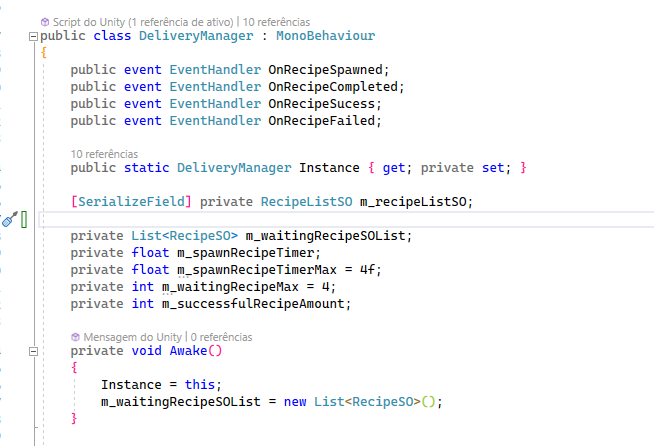 Script do Unity (1 referência de ativo) | 10 referências
public class DeliveryManager : MonoBehaviour
{
public event EventHandler OnRecipeSpawned;
public event EventHandler OnRecipeCompleted;
public event EventHandler OnRecipeSucess;
public event EventHandler OnRecipeFailed;
10 referências
public static DeliveryManager Instance { get; private set; }
[SerializeField] private RecipeListSO m_recipeListSO;
private List<RecipeSO> m_waitingRecipeSOList;
private float m_spawnRecipeTimer;
private float m_spawnRecipeTimerMax = 4f;
private int m_waitingRecipeMax = 4;
private int m_successfulRecipeAmount;
Mensagem do Unity | 0 referências
private void Awake()
{
Instance = this;
m_waitingRecipeSOList = new List<RecipeSO>();
}